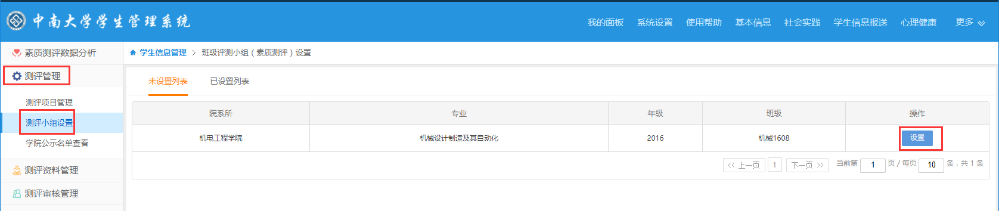 中南大学学生管理系统
我的面板 系统设置 使用帮助 基本信息 社会实践 学生信息报送 心理健康 更多
素质测评数据分析
测评管理
测评项目管理
测评小组设置
学院公示名单查看
测评资料管理
测评审核管理
学生信息管理 > 班级评测小组（素质测评）设置
未设置列表 已设置列表
院系所 专业 年级 班级 操作
机电工程学院 机械设计制造及其自动化 2016 机械1608 设置
<< 上一页 1 下一页 >> 当前第 1 页 / 每页 10 条，共 1 条